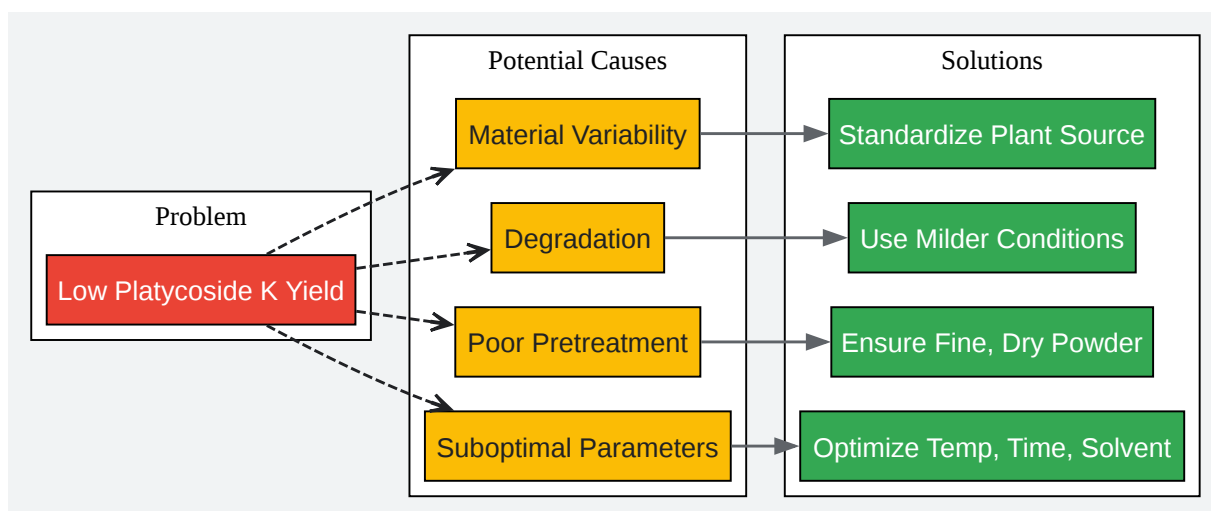 Problem
Low Platycoside K Yield
Potential Causes
Material Variability
Degradation
Poor Pretreatment
Suboptimal Parameters
Solutions
Standardize Plant Source
Use Milder Conditions
Ensure Fine, Dry Powder
Optimize Temp, Time, Solvent